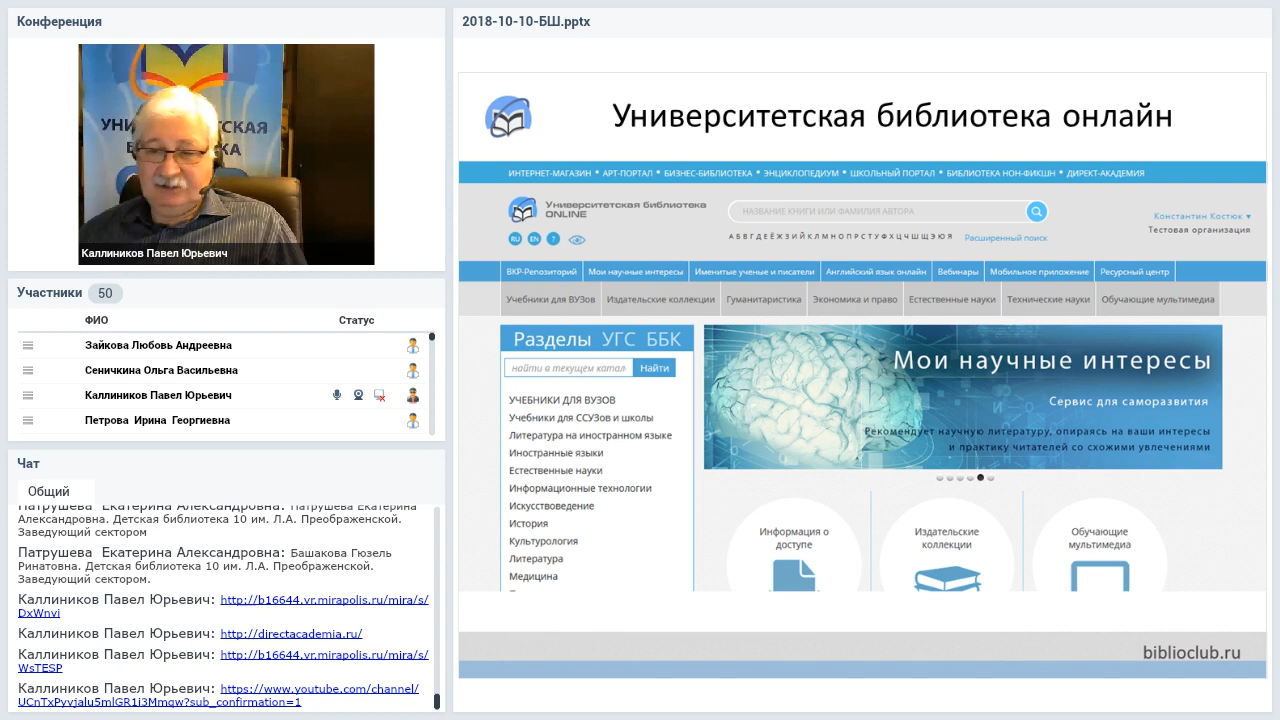 Конференция
УНИ
РСИТЕТСКАЯ
Каллиников Павел Юрьевич
Участники 50
ФИО Статус
Зайкова Любовь Андреевна
Сеничкина Ольга Васильевна
Каллиников Павел Юрьевич
Петрова Ирина Георгиевна
Чат
Общий
Патрушева Екатерина Александровна: Патрушева Екатерина
Александровна. Детская библиотека 10 им. Л.А. Преображенской.
Заведующий сектором
Патрушева Екатерина Александровна: Башакова Гюзель
Ринатовна. Детская библиотека 10 им. Л.А. Преображенской.
Заведующий сектором.
Каллиников Павел Юрьевич: http://b16644.vr.mirapolis.ru/mira/s/
DxWnvi
Каллиников Павел Юрьевич: http://directacademia.ru/
Каллиников Павел Юрьевич: http://b16644.vr.mirapolis.ru/mira/s/
WsTESP
Каллиников Павел Юрьевич: https://www.youtube.com/channel/
UCnTxPyvjalu5mlGR1i3Mmqw?sub_confirmation=1
2018-10-10-БШ.pptx
Университетская библиотека онлайн
ИНТЕРНЕТ-МАГАЗИН • АРТ-ПОРТАЛ • БИЗНЕС-БИБЛИОТЕКА • ЭНЦИКЛОПЕДИУМ • ШКОЛЬНЫЙ ПОРТАЛ • БИБЛИОТЕКА НОН-ФИКШН • ДИРЕКТ-АКАДЕМИЯ
Университетская библиотека
ONLINE
НАЗВАНИЕ КНИГИ ИЛИ ФАМИЛИЯ АВТОРА
Константин Костюк ▾
Тестовая организация
RU EN ?
А Б В Г Д Е Ё Ж З И Й К Л М Н О П Р С Т У Ф Х Ц Ч Ш Щ Э Ю Я Расширенный поиск
ВКР-Репозиторий Мои научные интересы Именитые ученые и писатели Английский язык онлайн Вебинары Мобильное приложение Ресурсный центр
Учебники для ВУЗов Издательские коллекции Гуманитаристика Экономика и право Естественные науки Технические науки Обучающие мультимедиа
Разделы УГС ББК
найти в текущем катал Найти
УЧЕБНИКИ ДЛЯ ВУЗОВ
Учебники для ССУЗов и школы
Литература на иностранном языке
Иностранные языки
Естественные науки
Информационные технологии
Искусствоведение
История
Культурология
Литература
Медицина
Мои научные интересы
Сервис для саморазвития
Рекомендует научную литературу, опираясь на ваши интересы
и практику читателей со схожими увлечениями
Информация о
доступе
Издательские
коллекции
Обучающие
мультимедиа
biblioclub.ru